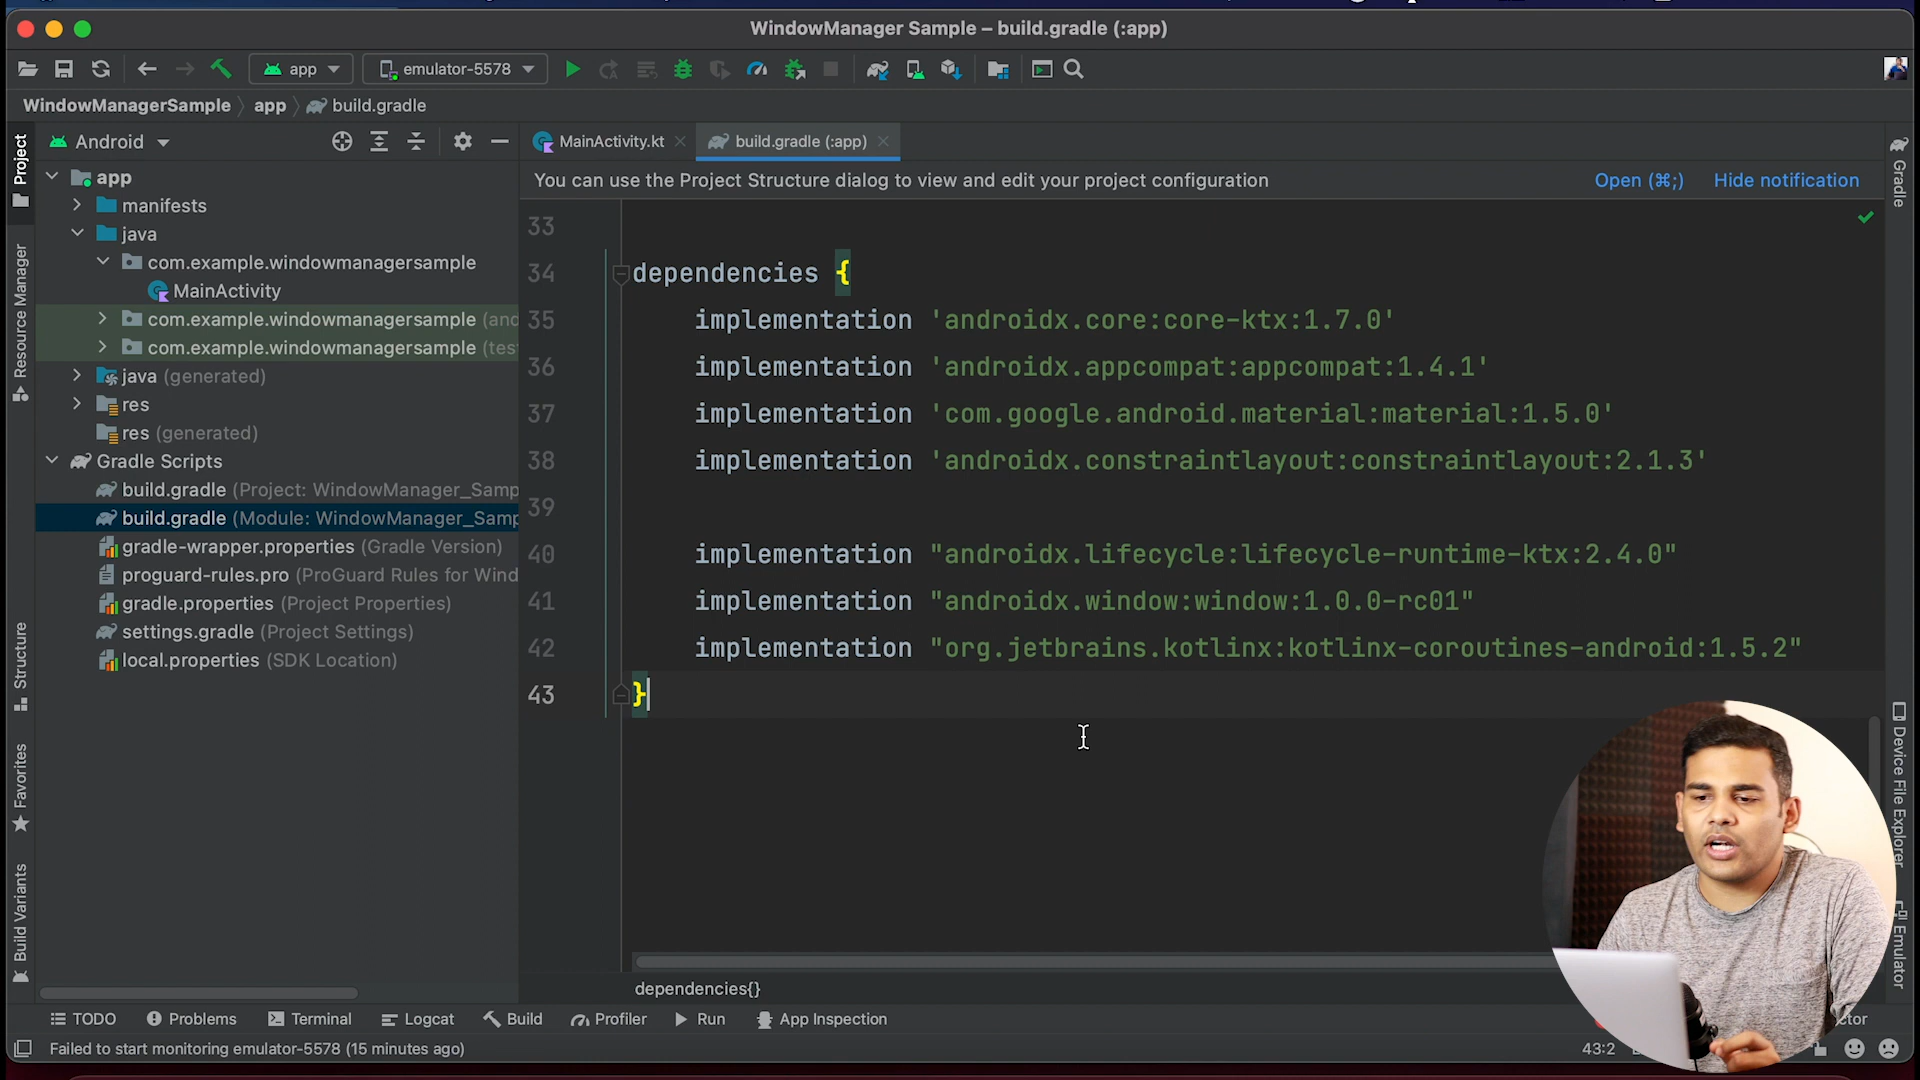 WindowManager Sample – build.gradle (:app)
app
emulator-5578
WindowManagerSample
app
build.gradle
Project
Resource Manager
Structure
Favorites
Build Variants
Android
app
manifests
java
com.example.windowmanagersample
MainActivity
com.example.windowmanagersample (and
com.example.windowmanagersample (tes
java (generated)
res
res (generated)
Gradle Scripts
build.gradle (Project: WindowManager_Samp
build.gradle (Module: WindowManager_Samp
gradle-wrapper.properties (Gradle Version)
proguard-rules.pro (ProGuard Rules for Wind
gradle.properties (Project Properties)
settings.gradle (Project Settings)
local.properties (SDK Location)
MainActivity.kt
build.gradle (:app)
You can use the Project Structure dialog to view and edit your project configuration
Open (⌘;)
Hide notification
33
34 dependencies {
35 implementation 'androidx.core:core-ktx:1.7.0'
36 implementation 'androidx.appcompat:appcompat:1.4.1'
37 implementation 'com.google.android.material:material:1.5.0'
38 implementation 'androidx.constraintlayout:constraintlayout:2.1.3'
39
40 implementation "androidx.lifecycle:lifecycle-runtime-ktx:2.4.0"
41 implementation "androidx.window:window:1.0.0-rc01"
42 implementation "org.jetbrains.kotlinx:kotlinx-coroutines-android:1.5.2"
43 }
dependencies{}
Gradle
Device File Explorer
Emulator
TODO
Problems
Terminal
Logcat
Build
Profiler
Run
App Inspection
ctor
Failed to start monitoring emulator-5578 (15 minutes ago)
43:2